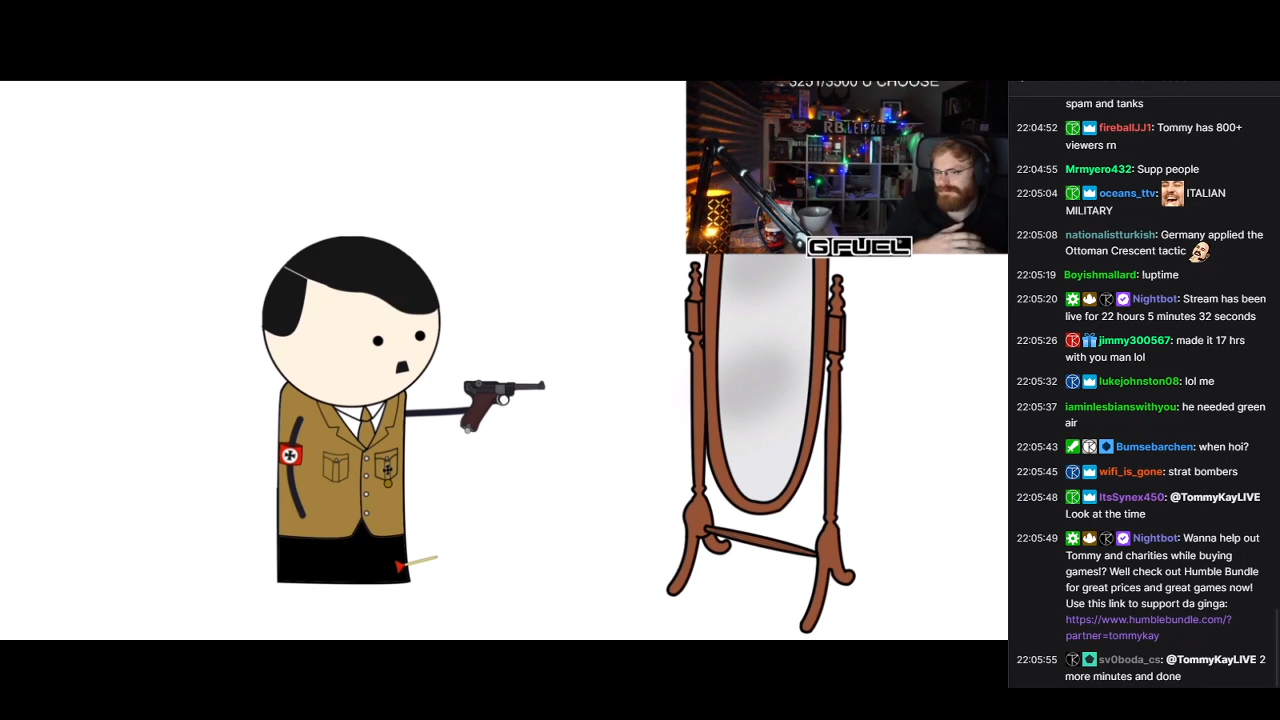 3251/3500 U CHOOSE
RB LEIPZIG
G FUEL
spam and tanks
22:04:52 fireballJJ1: Tommy has 800+
viewers rn
22:04:55 Mrmyero432: Supp people
22:05:04 oceans_ttv: ITALIAN
MILITARY
22:05:08 nationalistturkish: Germany applied the
Ottoman Crescent tactic
22:05:19 Boyishmallard: !uptime
22:05:20 Nightbot: Stream has been
live for 22 hours 5 minutes 32 seconds
22:05:26 jimmy300567: made it 17 hrs
with you man lol
22:05:32 lukejohnston08: lol me
22:05:37 iaminlesbianswithyou: he needed green
air
22:05:43 Bumsebarchen: when hoi?
22:05:45 wifi_is_gone: strat bombers
22:05:48 ItsSynex450: @TommyKayLIVE
Look at the time
22:05:49 Nightbot: Wanna help out
Tommy and charities while buying
games!? Well check out Humble Bundle
for great prices and great games now!
Use this link to support da ginga:
https://www.humblebundle.com/?
partner=tommykay
22:05:55 sv0boda_cs: @TommyKayLIVE 2
more minutes and done